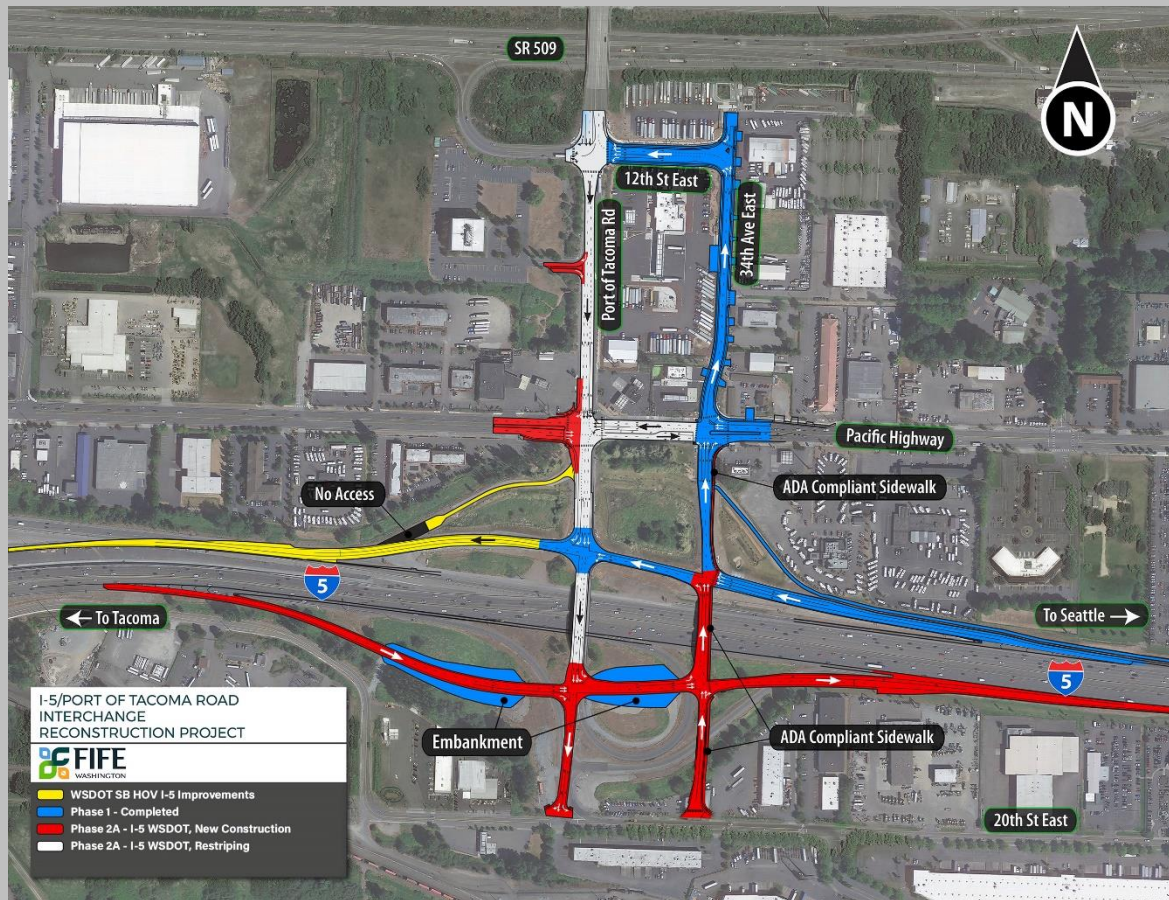 SR 509
N
12th St East
Port of Tacoma Rd
34th Ave East
Pacific Highway
No Access
ADA Compliant Sidewalk
5
To Tacoma
To Seattle
5
Embankment
ADA Compliant Sidewalk
20th St East
I-5/PORT OF TACOMA ROAD
INTERCHANGE
RECONSTRUCTION PROJECT
FIFE
WASHINGTON
WSDOT SB HOV I-5 Improvements
Phase 1 - Completed
Phase 2A - I-5 WSDOT, New Construction
Phase 2A - I-5 WSDOT, Restriping